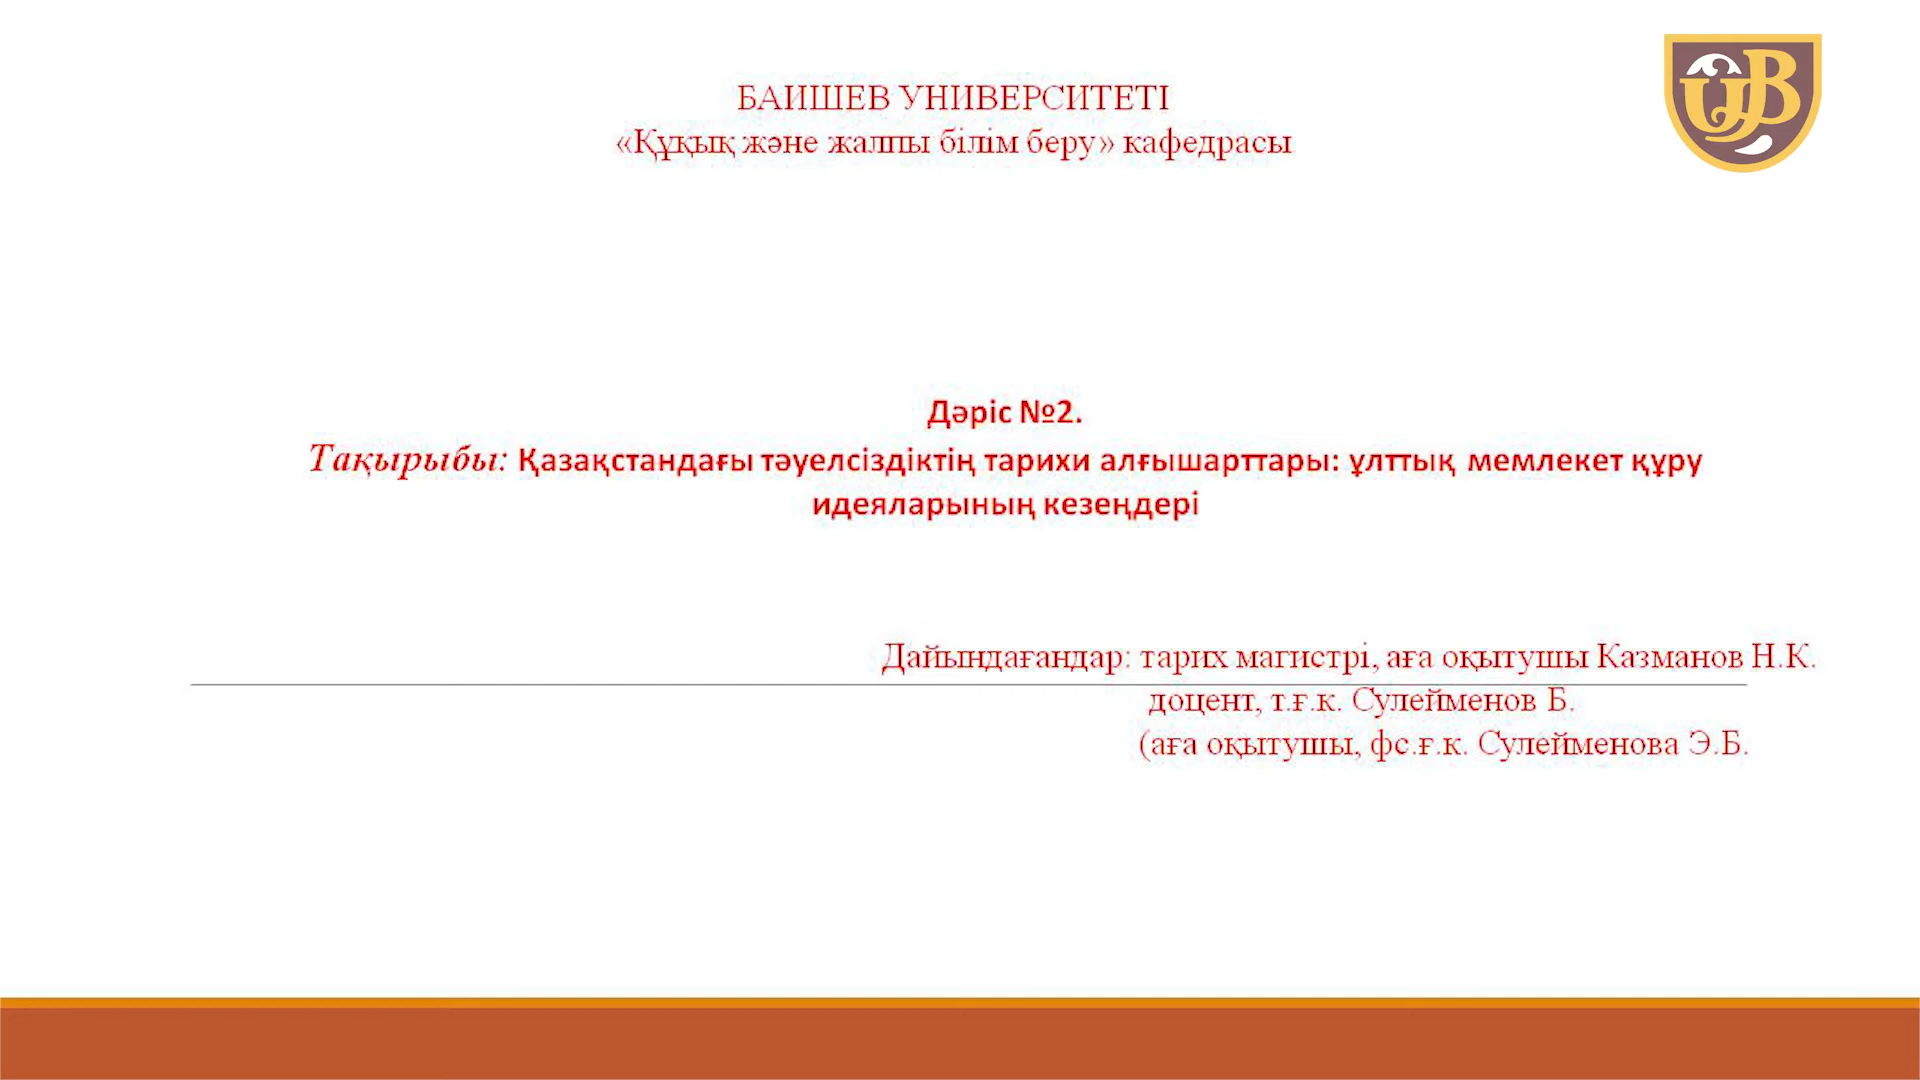 БАИШЕВ УНИВЕРСИТЕТІ
«Құқық және жалпы білім беру» кафедрасы
Дәріс №2.
Тақырыбы: Қазақстандағы тәуелсіздіктің тарихи алғышарттары: ұлттық мемлекет құру
идеяларының кезеңдері
Дайындағандар: тарих магистрі, аға оқытушы Казманов Н.К.
доцент, т.ғ.к. Сулейменов Б.
(аға оқытушы, фс.ғ.к. Сулейменова Э.Б.